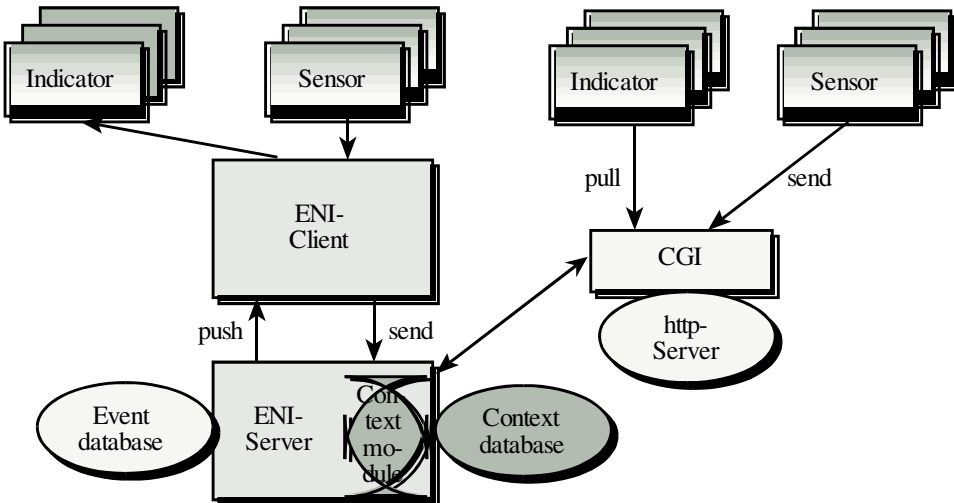 Indicator
Sensor
Indicator
Sensor
pull
send
ENI-
Client
CGI
http-
Server
push
send
Event
database
ENI-
Server
Con-
text
mo-
dule
Context
database